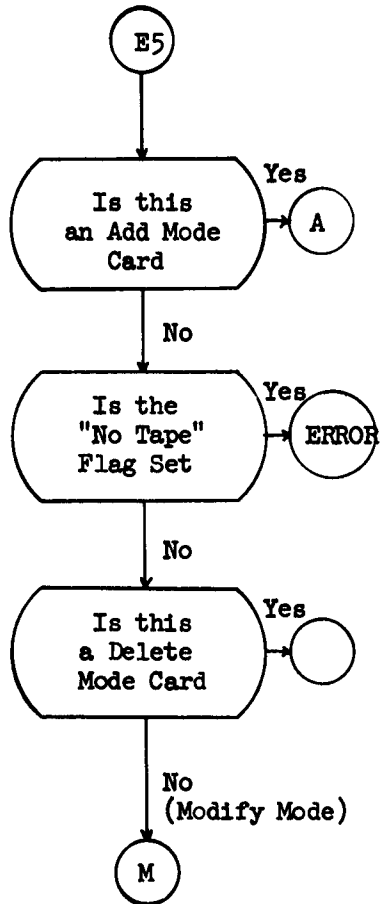 E5
Is this
an Add Mode
Card
Yes
A
No
Is the
"No Tape"
Flag Set
Yes
ERROR
No
Is this
a Delete
Mode Card
Yes
No
(Modify Mode)
M